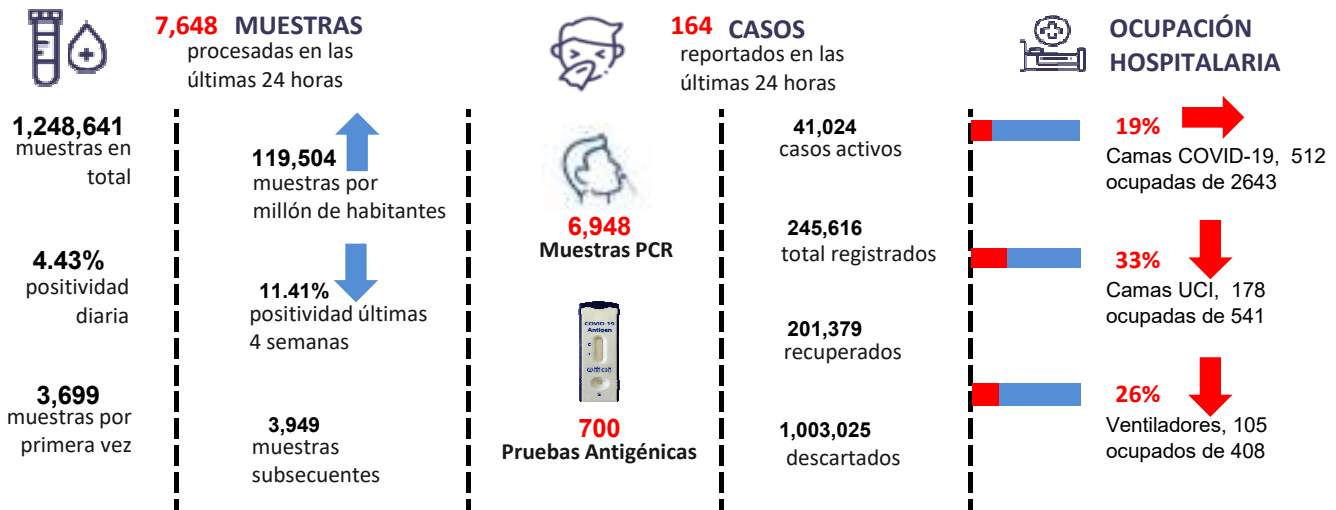 7,648 MUESTRAS
procesadas en las
últimas 24 horas
1,248,641
muestras en
total
4.43%
positividad
diaria
3,699
muestras por
primera vez
119,504
muestras por
millón de habitantes
11.41%
positividad últimas
4 semanas
3,949
muestras
subsecuentes
164 CASOS
reportados en las
últimas 24 horas
6,948
Muestras PCR
COVID-19
Antigen
700
Pruebas Antigénicas
41,024
casos activos
245,616
total registrados
201,379
recuperados
1,003,025
descartados
OCUPACIÓN
HOSPITALARIA
19%
Camas COVID-19, 512
ocupadas de 2643
33%
Camas UCI, 178
ocupadas de 541
26%
Ventiladores, 105
ocupados de 408